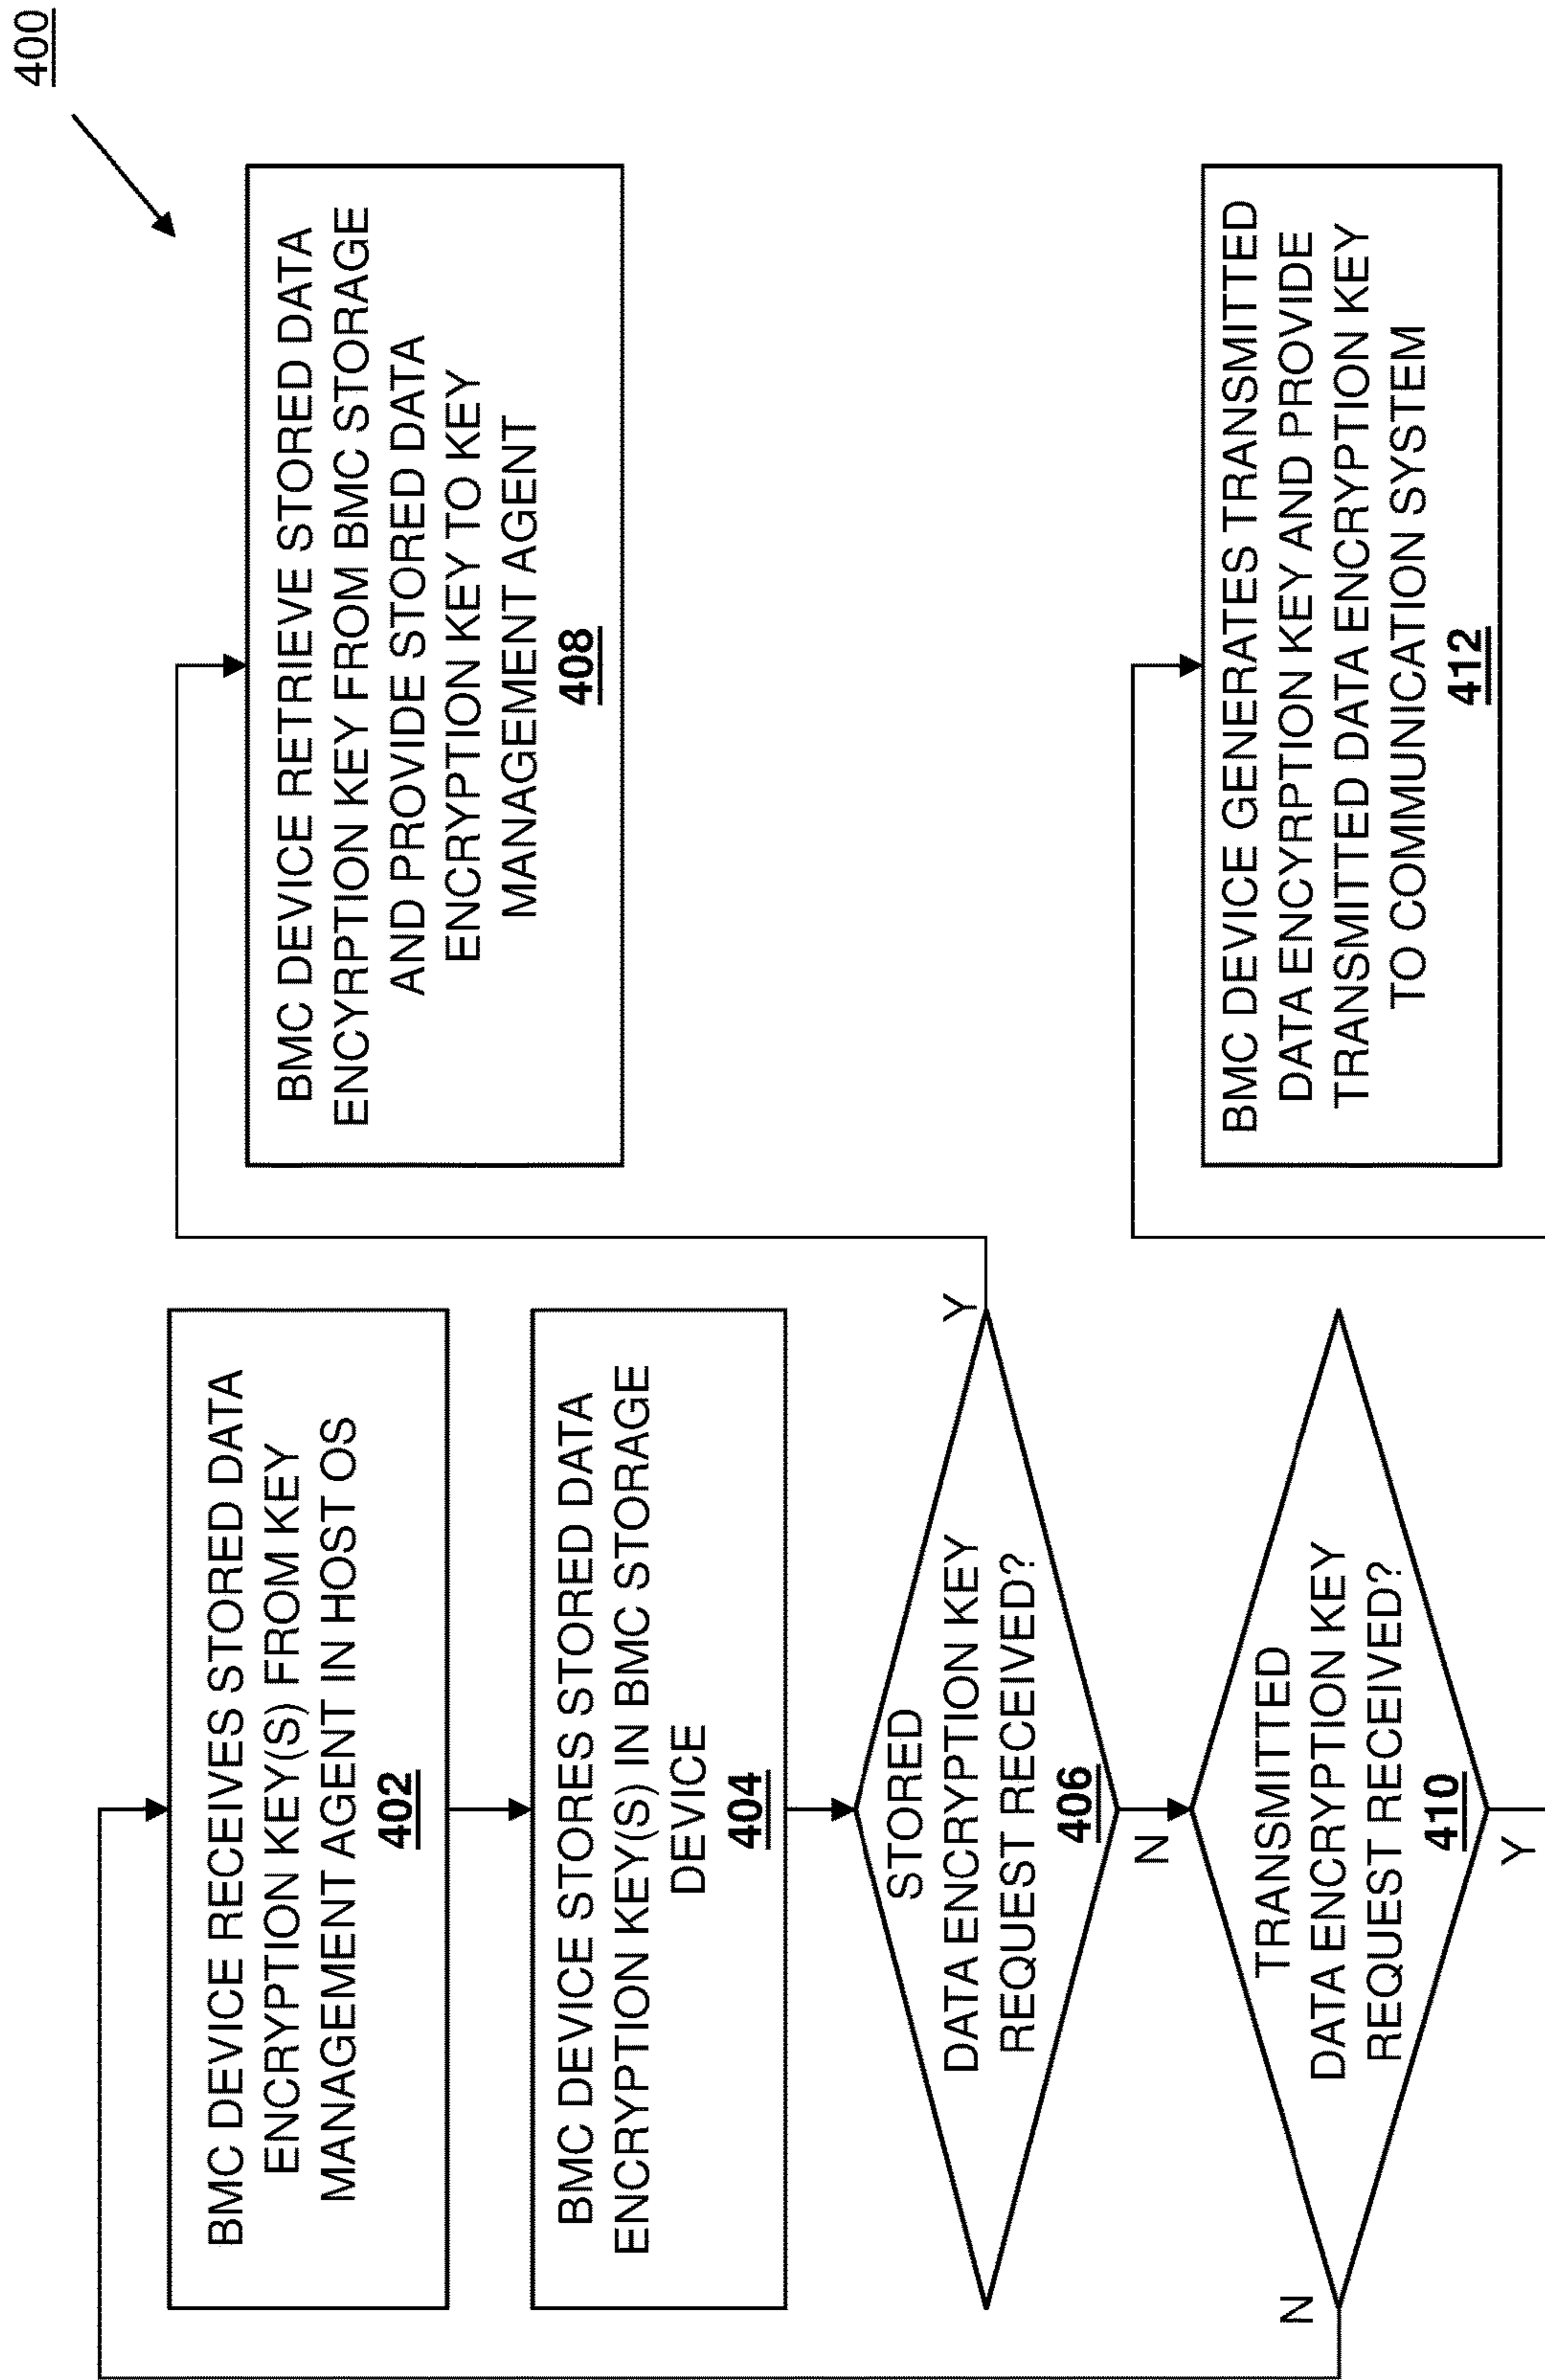 400
BMC DEVICE RECEIVES STORED DATA
ENCRYPTION KEY(S) FROM KEY
MANAGEMENT AGENT IN HOST OS
402
BMC DEVICE STORES STORED DATA
ENCRYPTION KEY(S) IN BMC STORAGE
DEVICE
404
STORED
DATA ENCRYPTION KEY
REQUEST RECEIVED?
406
Y
N
BMC DEVICE RETRIEVE STORED DATA
ENCYRPTION KEY FROM BMC STORAGE
AND PROVIDE STORED DATA
ENCRYPTION KEY TO KEY
MANAGEMENT AGENT
408
TRANSMITTED
DATA ENCRYPTION KEY
REQUEST RECEIVED?
410
N
Y
BMC DEVICE GENERATES TRANSMITTED
DATA ENCYRPTION KEY AND PROVIDE
TRANSMITTED DATA ENCRYPTION KEY
TO COMMUNICATION SYSTEM
412